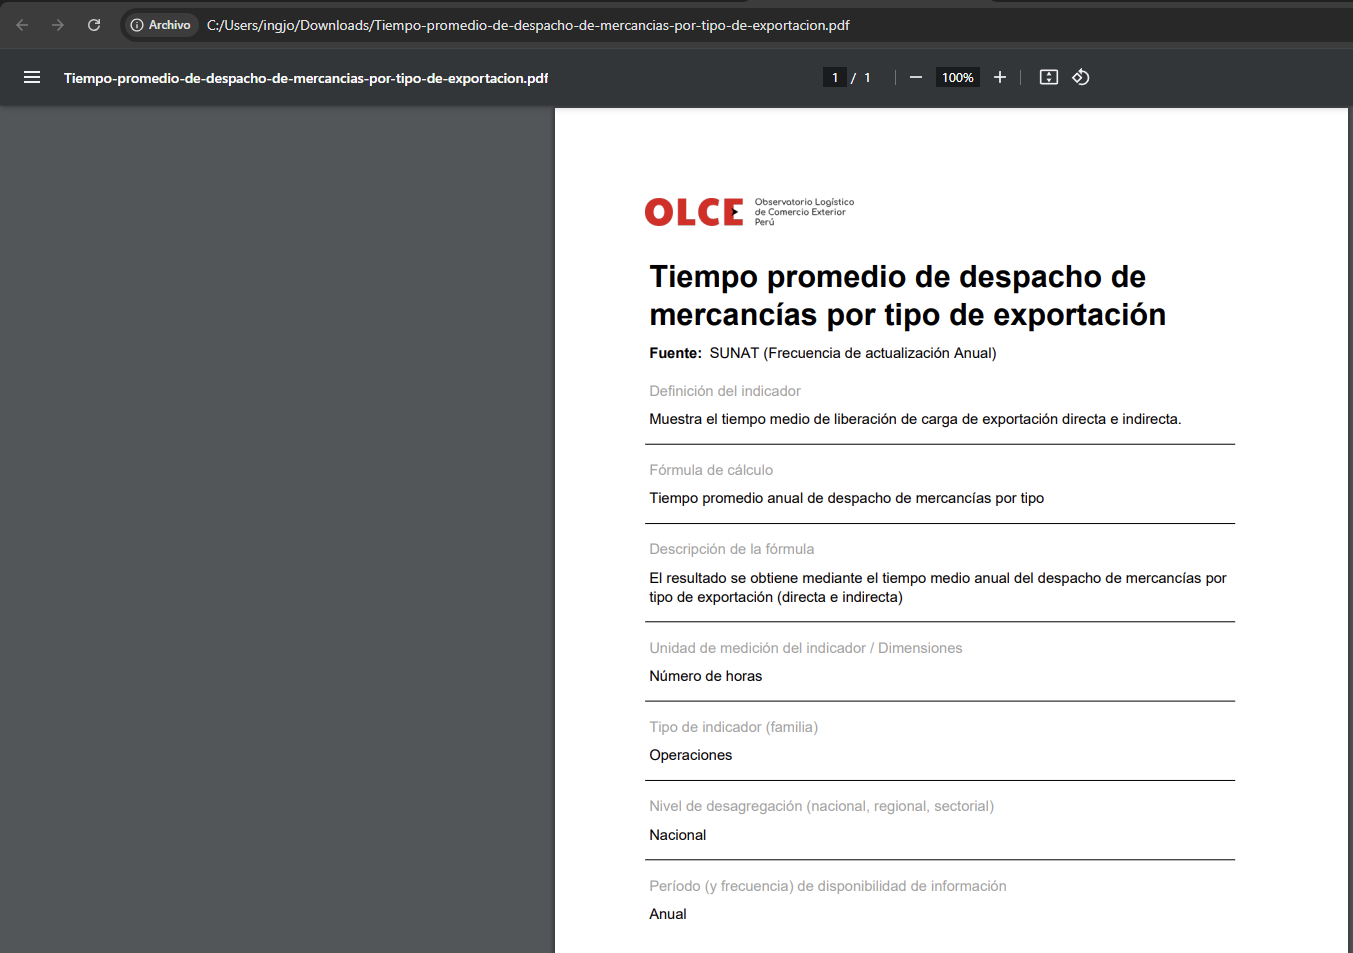 Archivo
C:/Users/ingjo/Downloads/Tiempo-promedio-de-despacho-de-mercancias-por-tipo-de-exportacion.pdf
Tiempo-promedio-de-despacho-de-mercancias-por-tipo-de-exportacion.pdf
1 / 1
100%
OLCE
Observatorio Logístico
de Comercio Exterior
Perú
Tiempo promedio de despacho de
mercancías por tipo de exportación
Fuente: SUNAT (Frecuencia de actualización Anual)
Definición del indicador
Muestra el tiempo medio de liberación de carga de exportación directa e indirecta.
Fórmula de cálculo
Tiempo promedio anual de despacho de mercancías por tipo
Descripción de la fórmula
El resultado se obtiene mediante el tiempo medio anual del despacho de mercancías por
tipo de exportación (directa e indirecta)
Unidad de medición del indicador / Dimensiones
Número de horas
Tipo de indicador (familia)
Operaciones
Nivel de desagregación (nacional, regional, sectorial)
Nacional
Período (y frecuencia) de disponibilidad de información
Anual